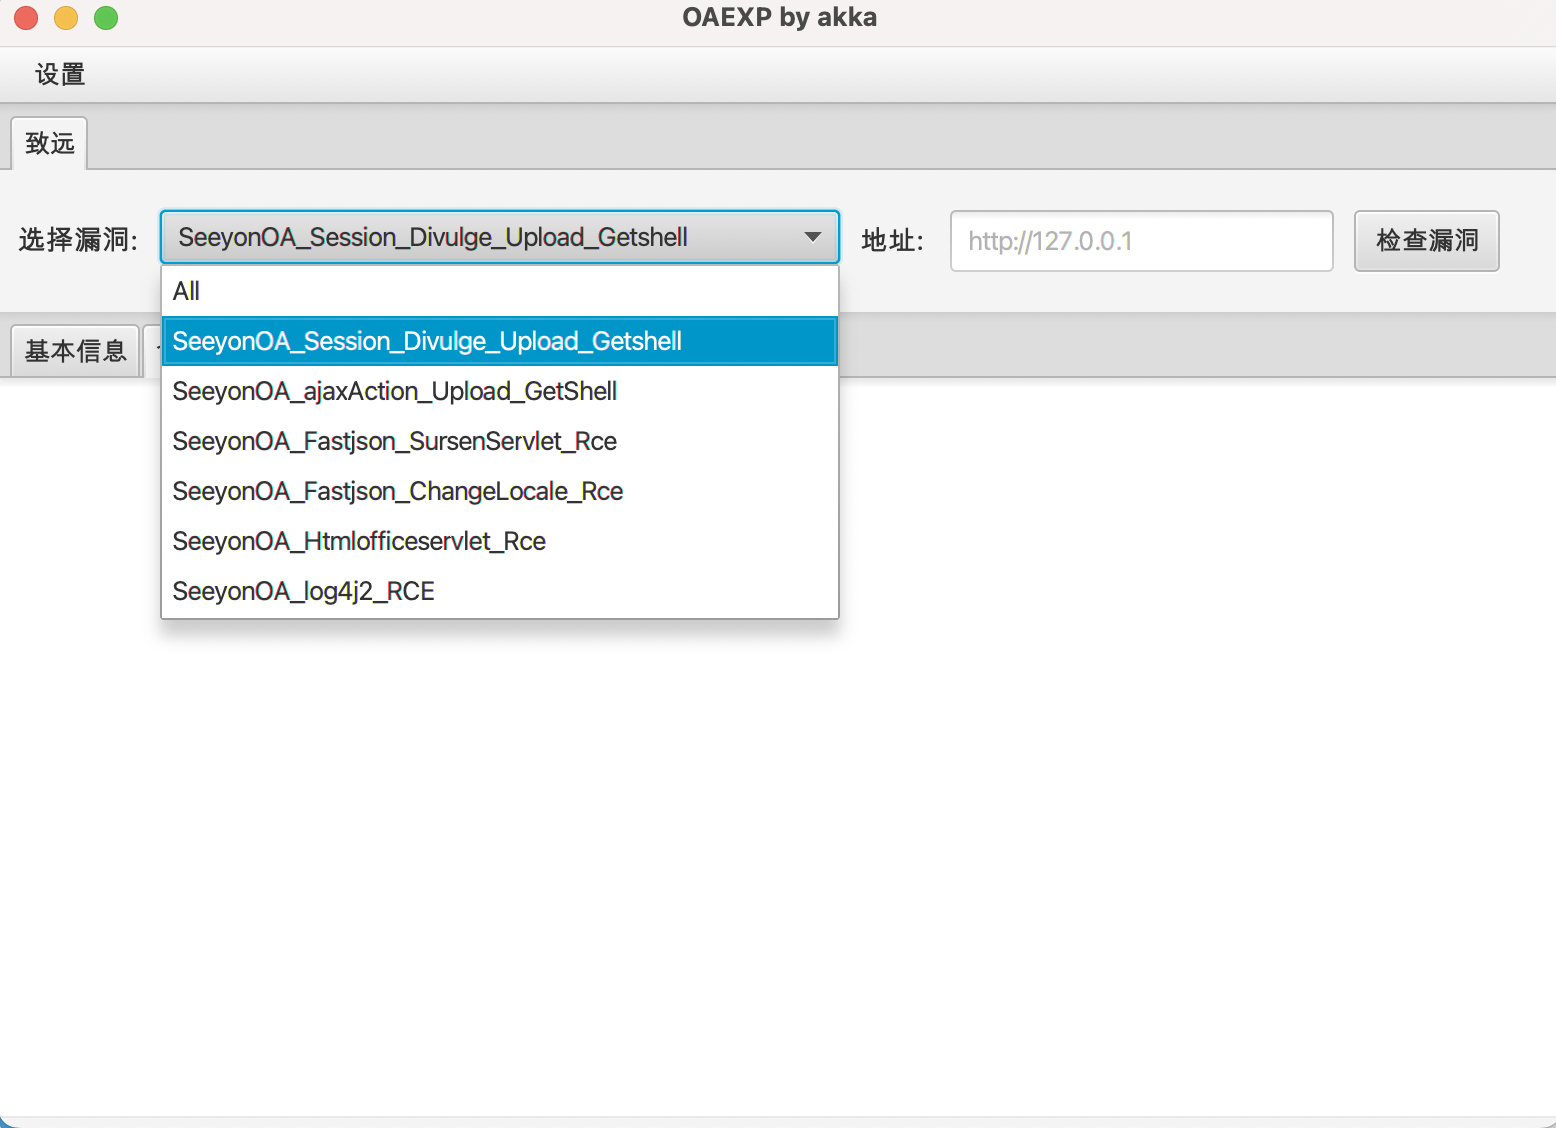 OAEXP by akka
设置
致远
选择漏洞: SeeyonOA_Session_Divulge_Upload_Getshell 地址: http://127.0.0.1 检查漏洞
All
SeeyonOA_Session_Divulge_Upload_Getshell
基本信息
SeeyonOA_ajaxAction_Upload_GetShell
SeeyonOA_Fastjson_SursenServlet_Rce
SeeyonOA_Fastjson_ChangeLocale_Rce
SeeyonOA_Htmlofficeservlet_Rce
SeeyonOA_log4j2_RCE